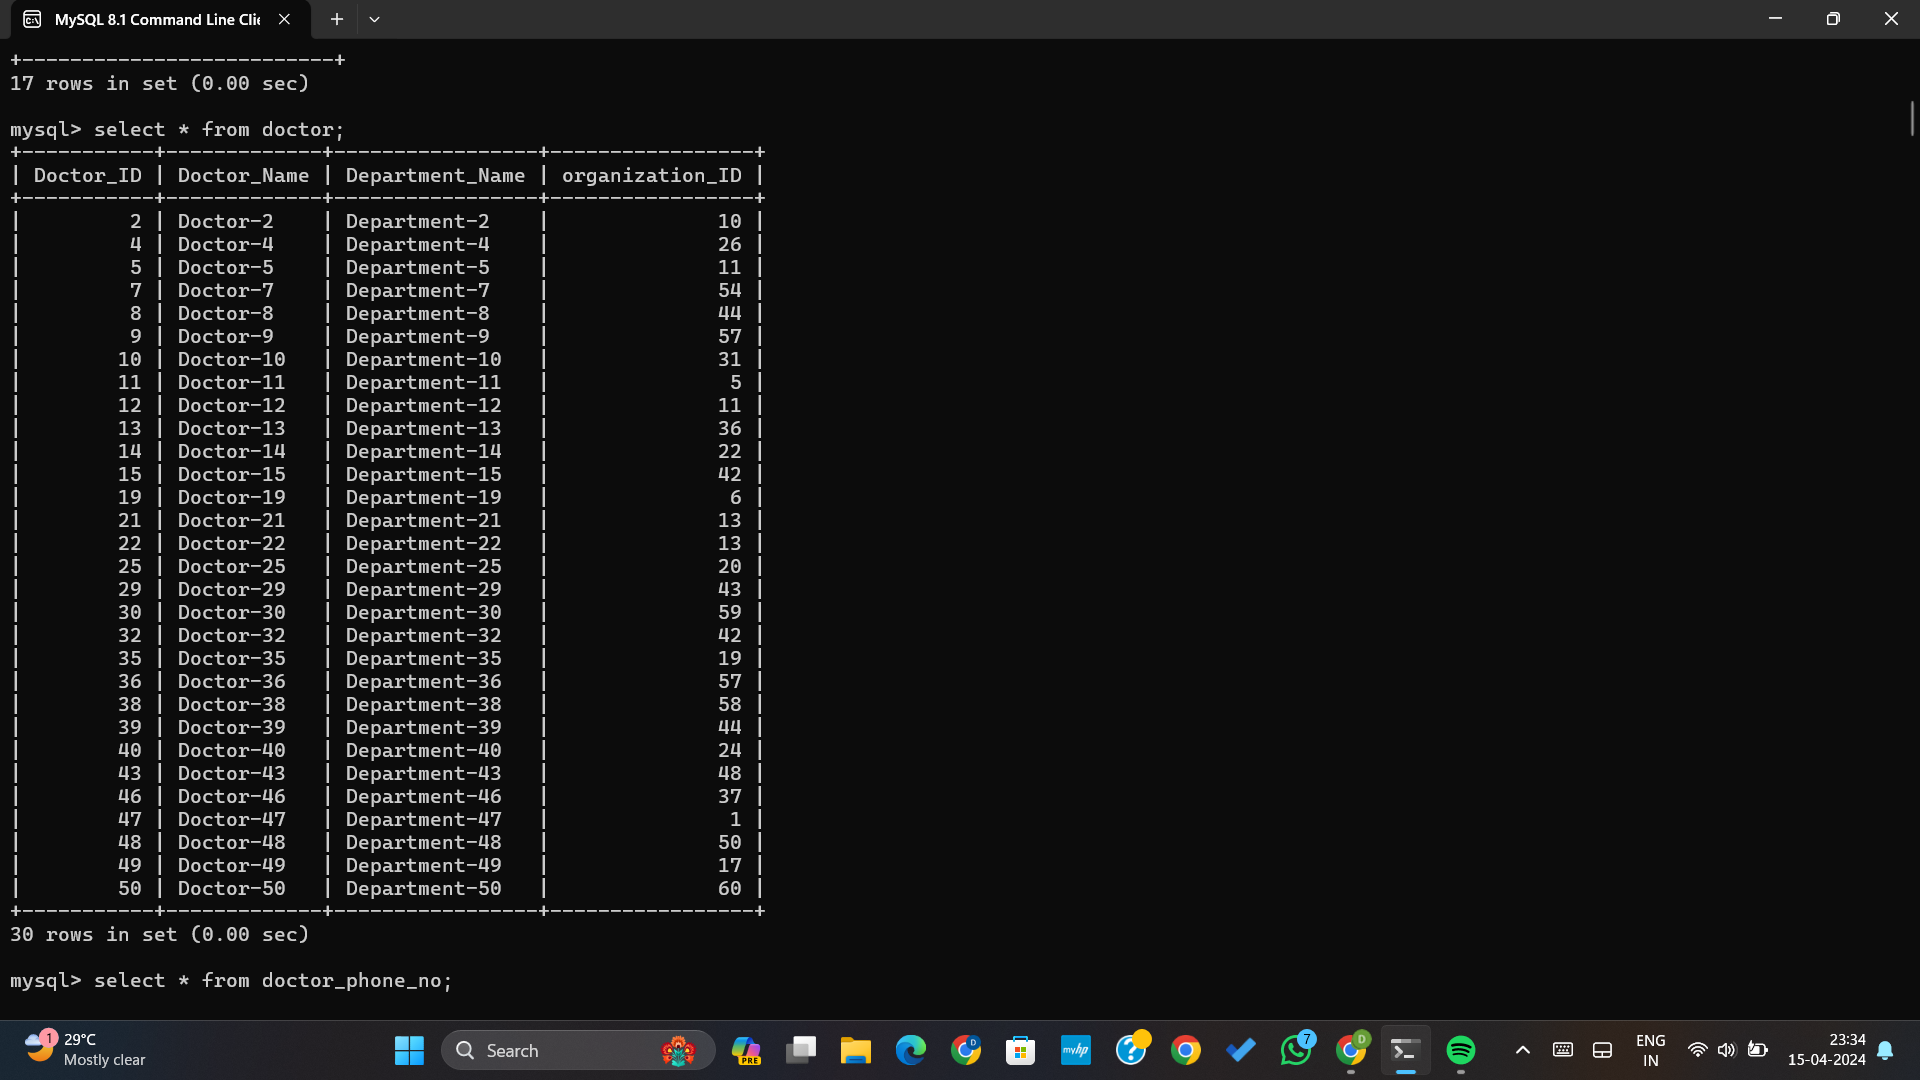 MySQL 8.1 Command Line Clie
+--------------------------+
17 rows in set (0.00 sec)
mysql> select * from doctor;
+-----------+-------------+-----------------+-----------------+
| Doctor_ID | Doctor_Name | Department_Name | organization_ID |
+-----------+-------------+-----------------+-----------------+
|         2 | Doctor-2    | Department-2    |              10 |
|         4 | Doctor-4    | Department-4    |              26 |
|         5 | Doctor-5    | Department-5    |              11 |
|         7 | Doctor-7    | Department-7    |              54 |
|         8 | Doctor-8    | Department-8    |              44 |
|         9 | Doctor-9    | Department-9    |              57 |
|        10 | Doctor-10   | Department-10   |              31 |
|        11 | Doctor-11   | Department-11   |               5 |
|        12 | Doctor-12   | Department-12   |              11 |
|        13 | Doctor-13   | Department-13   |              36 |
|        14 | Doctor-14   | Department-14   |              22 |
|        15 | Doctor-15   | Department-15   |              42 |
|        19 | Doctor-19   | Department-19   |               6 |
|        21 | Doctor-21   | Department-21   |              13 |
|        22 | Doctor-22   | Department-22   |              13 |
|        25 | Doctor-25   | Department-25   |              20 |
|        29 | Doctor-29   | Department-29   |              43 |
|        30 | Doctor-30   | Department-30   |              59 |
|        32 | Doctor-32   | Department-32   |              42 |
|        35 | Doctor-35   | Department-35   |              19 |
|        36 | Doctor-36   | Department-36   |              57 |
|        38 | Doctor-38   | Department-38   |              58 |
|        39 | Doctor-39   | Department-39   |              44 |
|        40 | Doctor-40   | Department-40   |              24 |
|        43 | Doctor-43   | Department-43   |              48 |
|        46 | Doctor-46   | Department-46   |              37 |
|        47 | Doctor-47   | Department-47   |               1 |
|        48 | Doctor-48   | Department-48   |              50 |
|        49 | Doctor-49   | Department-49   |              17 |
|        50 | Doctor-50   | Department-50   |              60 |
+-----------+-------------+-----------------+-----------------+
30 rows in set (0.00 sec)
mysql> select * from doctor_phone_no;
1
29°C
Mostly clear
Search
PRE
D
myhp
?
7
D
ENG
IN
23:34
15-04-2024